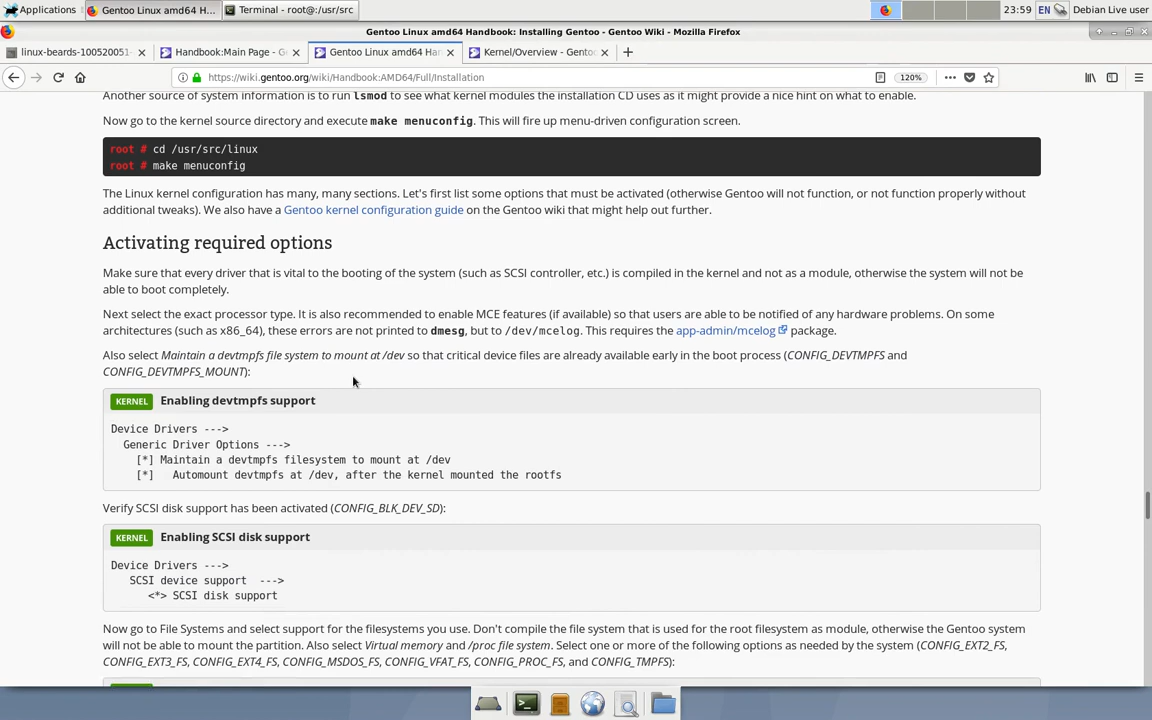 Applications
Gentoo Linux amd64 H...
Terminal - root@:/usr/src
23:59
EN
Debian Live user
Gentoo Linux amd64 Handbook: Installing Gentoo - Gentoo Wiki - Mozilla Firefox
linux-beards-100520051-
Handbook:Main Page - G
Gentoo Linux amd64 Han
Kernel/Overview - Gento
https://wiki.gentoo.org/wiki/Handbook:AMD64/Full/Installation
120%
Another source of system information is to run lsmod to see what kernel modules the installation CD uses as it might provide a nice hint on what to enable.
Now go to the kernel source directory and execute make menuconfig. This will fire up menu-driven configuration screen.
root # cd /usr/src/linux
root # make menuconfig
The Linux kernel configuration has many, many sections. Let's first list some options that must be activated (otherwise Gentoo will not function, or not function properly without
additional tweaks). We also have a Gentoo kernel configuration guide on the Gentoo wiki that might help out further.
Activating required options
Make sure that every driver that is vital to the booting of the system (such as SCSI controller, etc.) is compiled in the kernel and not as a module, otherwise the system will not be
able to boot completely.
Next select the exact processor type. It is also recommended to enable MCE features (if available) so that users are able to be notified of any hardware problems. On some
architectures (such as x86_64), these errors are not printed to dmesg, but to /dev/mcelog. This requires the app-admin/mcelog package.
Also select Maintain a devtmpfs file system to mount at /dev so that critical device files are already available early in the boot process (CONFIG_DEVTMPFS and
CONFIG_DEVTMPFS_MOUNT):
KERNEL Enabling devtmpfs support
Device Drivers --->
Generic Driver Options --->
[*] Maintain a devtmpfs filesystem to mount at /dev
[*] Automount devtmpfs at /dev, after the kernel mounted the rootfs
Verify SCSI disk support has been activated (CONFIG_BLK_DEV_SD):
KERNEL Enabling SCSI disk support
Device Drivers --->
SCSI device support --->
<*> SCSI disk support
Now go to File Systems and select support for the filesystems you use. Don't compile the file system that is used for the root filesystem as module, otherwise the Gentoo system
will not be able to mount the partition. Also select Virtual memory and /proc file system. Select one or more of the following options as needed by the system (CONFIG_EXT2_FS,
CONFIG_EXT3_FS, CONFIG_EXT4_FS, CONFIG_MSDOS_FS, CONFIG_VFAT_FS, CONFIG_PROC_FS, and CONFIG_TMPFS):